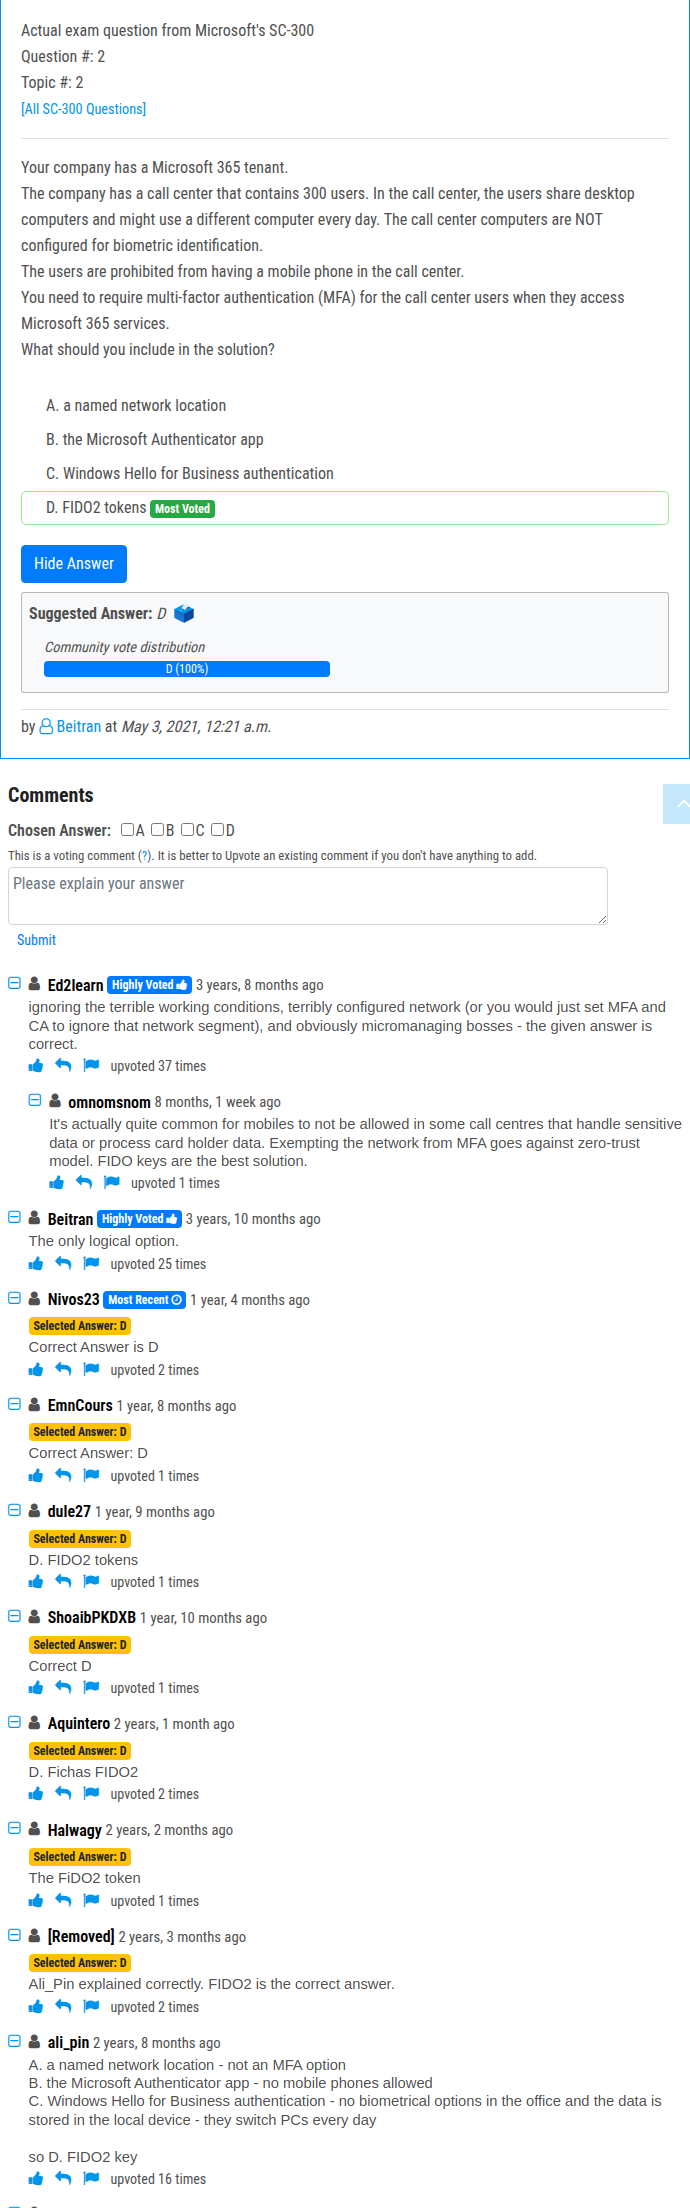 Actual exam question from Microsoft's SC-300
Question #: 2
Topic #: 2
[All SC-300 Questions]
Your company has a Microsoft 365 tenant.
The company has a call center that contains 300 users. In the call center, the users share desktop
computers and might use a different computer every day. The call center computers are NOT
configured for biometric identification.
The users are prohibited from having a mobile phone in the call center.
You need to require multi-factor authentication (MFA) for the call center users when they access
Microsoft 365 services.
What should you include in the solution?
A. a named network location
B. the Microsoft Authenticator app
C. Windows Hello for Business authentication
D. FIDO2 tokens Most Voted
Hide Answer
Suggested Answer: D
Community vote distribution
D (100%)
by Beitran at May 3, 2021, 12:21 a.m.
Comments
Chosen Answer: A B C D
This is a voting comment (?). It is better to Upvote an existing comment if you don't have anything to add.
Please explain your answer
Submit
Ed2learn Highly Voted 3 years, 8 months ago
ignoring the terrible working conditions, terribly configured network (or you would just set MFA and
CA to ignore that network segment), and obviously micromanaging bosses - the given answer is
correct.
upvoted 37 times
omnomsnom 8 months, 1 week ago
It's actually quite common for mobiles to not be allowed in some call centres that handle sensitive
data or process card holder data. Exempting the network from MFA goes against zero-trust
model. FIDO keys are the best solution.
upvoted 1 times
Beitran Highly Voted 3 years, 10 months ago
The only logical option.
upvoted 25 times
Nivos23 Most Recent 1 year, 4 months ago
Selected Answer: D
Correct Answer is D
upvoted 2 times
EmnCours 1 year, 8 months ago
Selected Answer: D
Correct Answer: D
upvoted 1 times
dule27 1 year, 9 months ago
Selected Answer: D
D. FIDO2 tokens
upvoted 1 times
ShoaibPKDXB 1 year, 10 months ago
Selected Answer: D
Correct D
upvoted 1 times
Aquintero 2 years, 1 month ago
Selected Answer: D
D. Fichas FIDO2
upvoted 2 times
Halwagy 2 years, 2 months ago
Selected Answer: D
The FiDO2 token
upvoted 1 times
[Removed] 2 years, 3 months ago
Selected Answer: D
Ali_Pin explained correctly. FIDO2 is the correct answer.
upvoted 2 times
ali_pin 2 years, 8 months ago
A. a named network location - not an MFA option
B. the Microsoft Authenticator app - no mobile phones allowed
C. Windows Hello for Business authentication - no biometrical options in the office and the data is
stored in the local device - they switch PCs every day
so D. FIDO2 key
upvoted 16 times